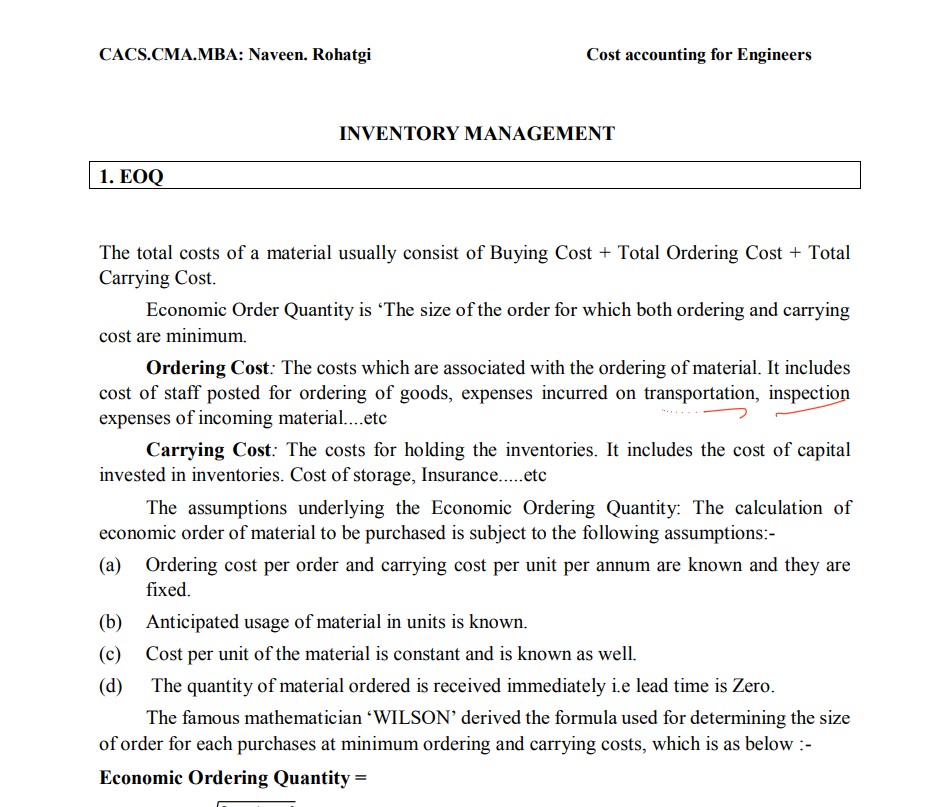 CACS.CMA.MBA: Naveen. Rohatgi Cost accounting for Engineers
INVENTORY MANAGEMENT
1. EOQ
The total costs of a material usually consist of Buying Cost + Total Ordering Cost + Total
Carrying Cost.
Economic Order Quantity is ‘The size of the order for which both ordering and carrying
cost are minimum.
Ordering Cost: The costs which are associated with the ordering of material. It includes
cost of staff posted for ordering of goods, expenses incurred on transportation, inspection
expenses of incoming material....etc
Carrying Cost: The costs for holding the inventories. It includes the cost of capital
invested in inventories. Cost of storage, Insurance.....etc
The assumptions underlying the Economic Ordering Quantity: The calculation of
economic order of material to be purchased is subject to the following assumptions:-
(a) Ordering cost per order and carrying cost per unit per annum are known and they are
fixed.
(b) Anticipated usage of material in units is known.
(c) Cost per unit of the material is constant and is known as well.
(d) The quantity of material ordered is received immediately i.e lead time is Zero.
The famous mathematician ‘WILSON’ derived the formula used for determining the size
of order for each purchases at minimum ordering and carrying costs, which is as below :-
Economic Ordering Quantity =